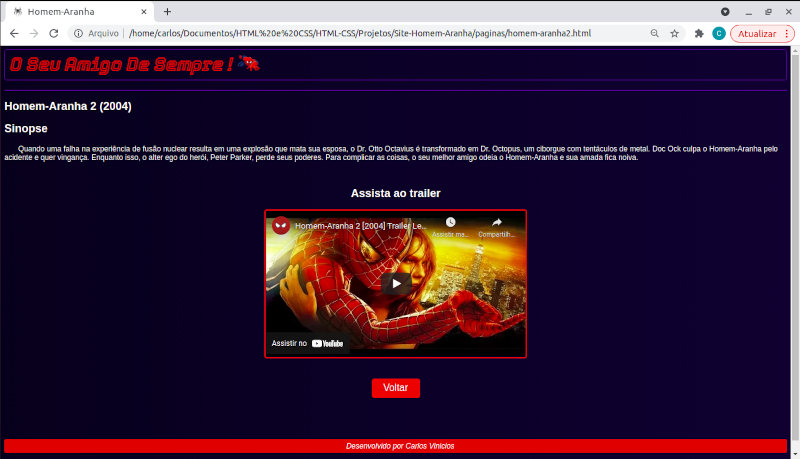 Homem-Aranha
Arquivo | /home/carlos/Documentos/HTML%20e%20CSS/HTML-CSS/Projetos/Site-Homem-Aranha/paginas/homem-aranha2.html
C
Atualizar
O Seu Amigo De Sempre !
Homem-Aranha 2 (2004)
Sinopse
Quando uma falha na experiência de fusão nuclear resulta em uma explosão que mata sua esposa, o Dr. Otto Octavius é transformado em Dr. Octopus, um ciborgue com tentáculos de metal. Doc Ock culpa o Homem-Aranha pelo
acidente e quer vingança. Enquanto isso, o alter ego do herói, Peter Parker, perde seus poderes. Para complicar as coisas, o seu melhor amigo odeia o Homem-Aranha e sua amada fica noiva.
Assista ao trailer
Homem-Aranha 2 [2004] Trailer Le...
Assistir ma...
Compartilh...
Assistir no YouTube
Voltar
Desenvolvido por Carlos Vinícios